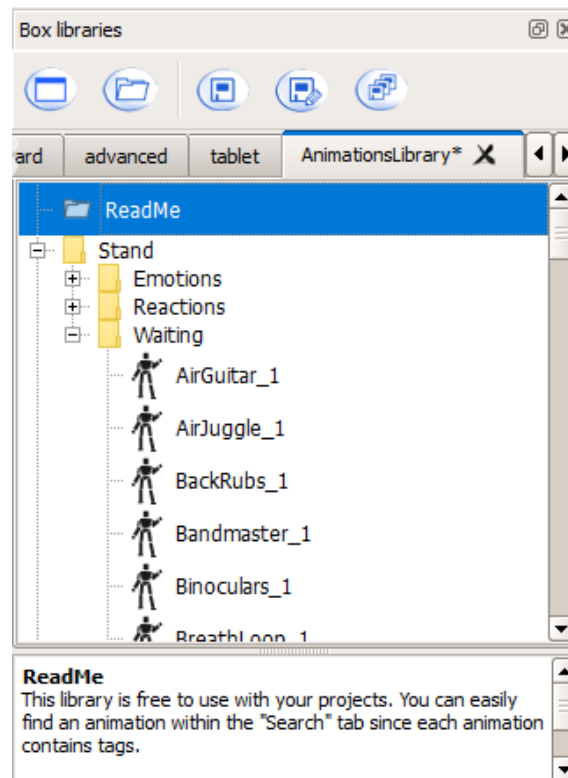 Box libraries
ard
advanced
tablet
AnimationsLibrary*
ReadMe
Stand
Emotions
Reactions
Waiting
AirGuitar_1
AirJuggle_1
BackRubs_1
Bandmaster_1
Binoculars_1
BreathLoop_1
ReadMe
This library is free to use with your projects. You can easily
find an animation within the "Search" tab since each animation
contains tags.